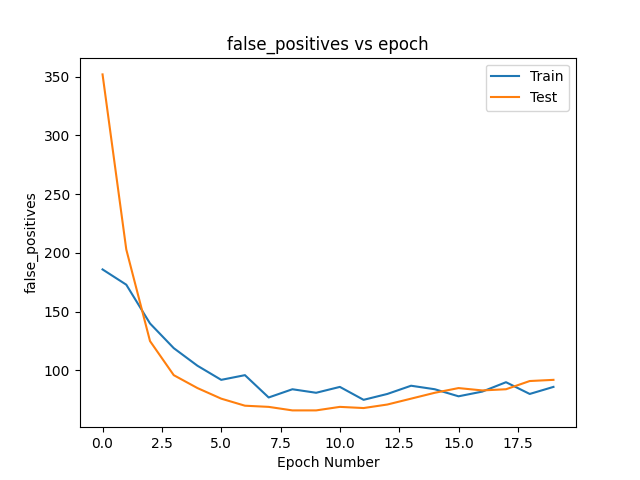 false_positives vs epoch
Train
Test
false_positives
350
300
250
200
150
100
0.0 2.5 5.0 7.5 10.0 12.5 15.0 17.5
Epoch Number